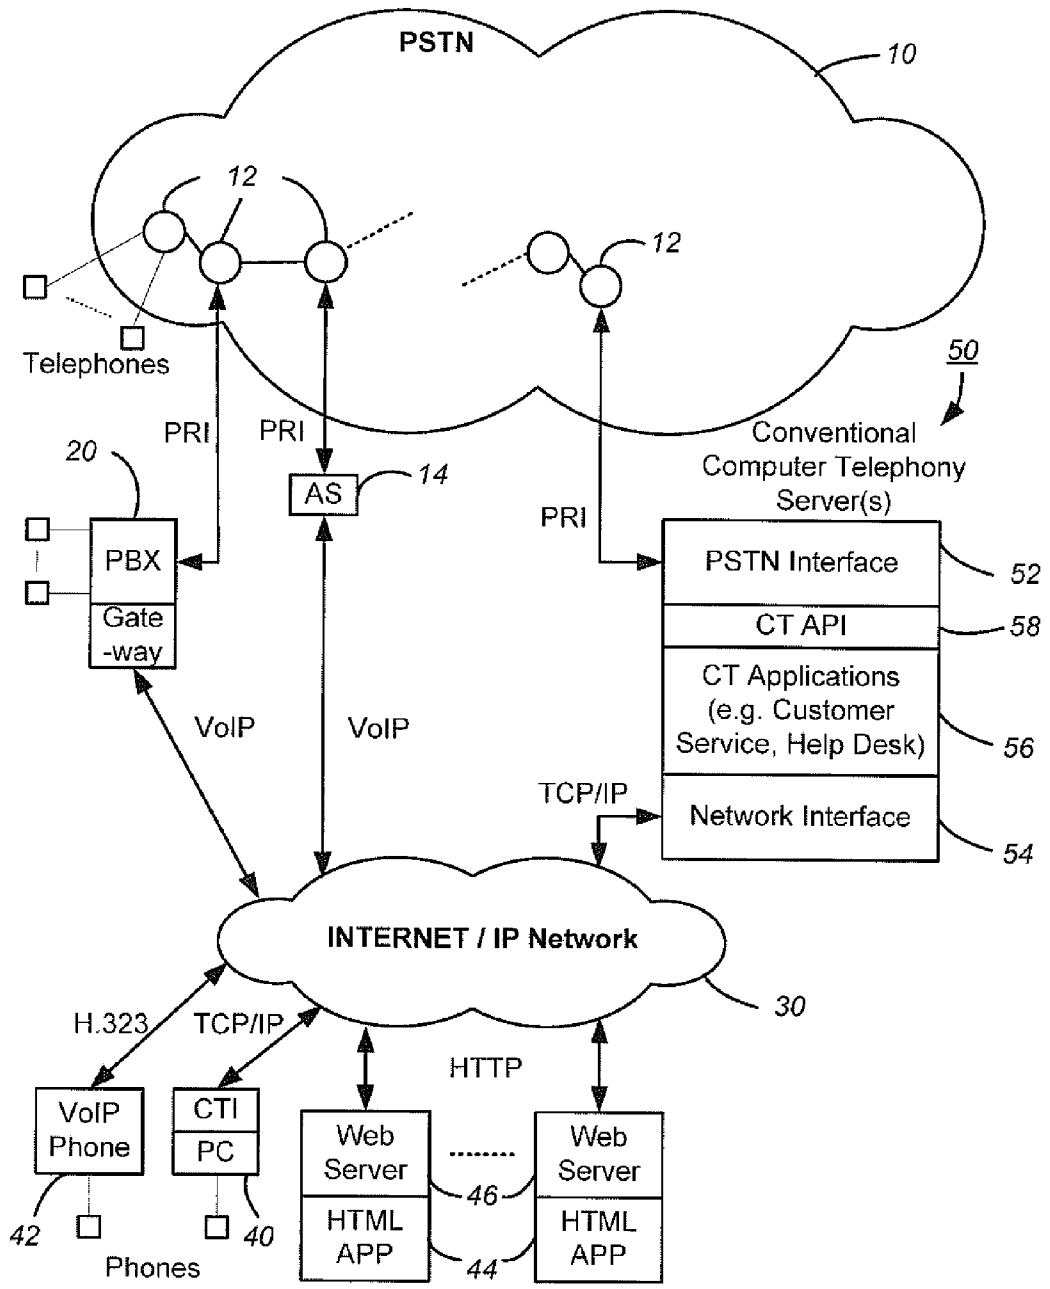 PSTN
10
12
12
Telephones
50
PRI
PRI
Conventional
Computer Telephony
Server(s)
20
14
AS
PRI
PBX
PSTN Interface
52
Gate
-way
CT API
58
CT Applications
(e.g. Customer
Service, Help Desk)
56
VoIP
VoIP
TCP/IP
Network Interface
54
INTERNET / IP Network
30
H.323
TCP/IP
HTTP
VoIP
Phone
CTI
PC
Web
Server
Web
Server
46
42
40
HTML
APP
HTML
APP
44
Phones